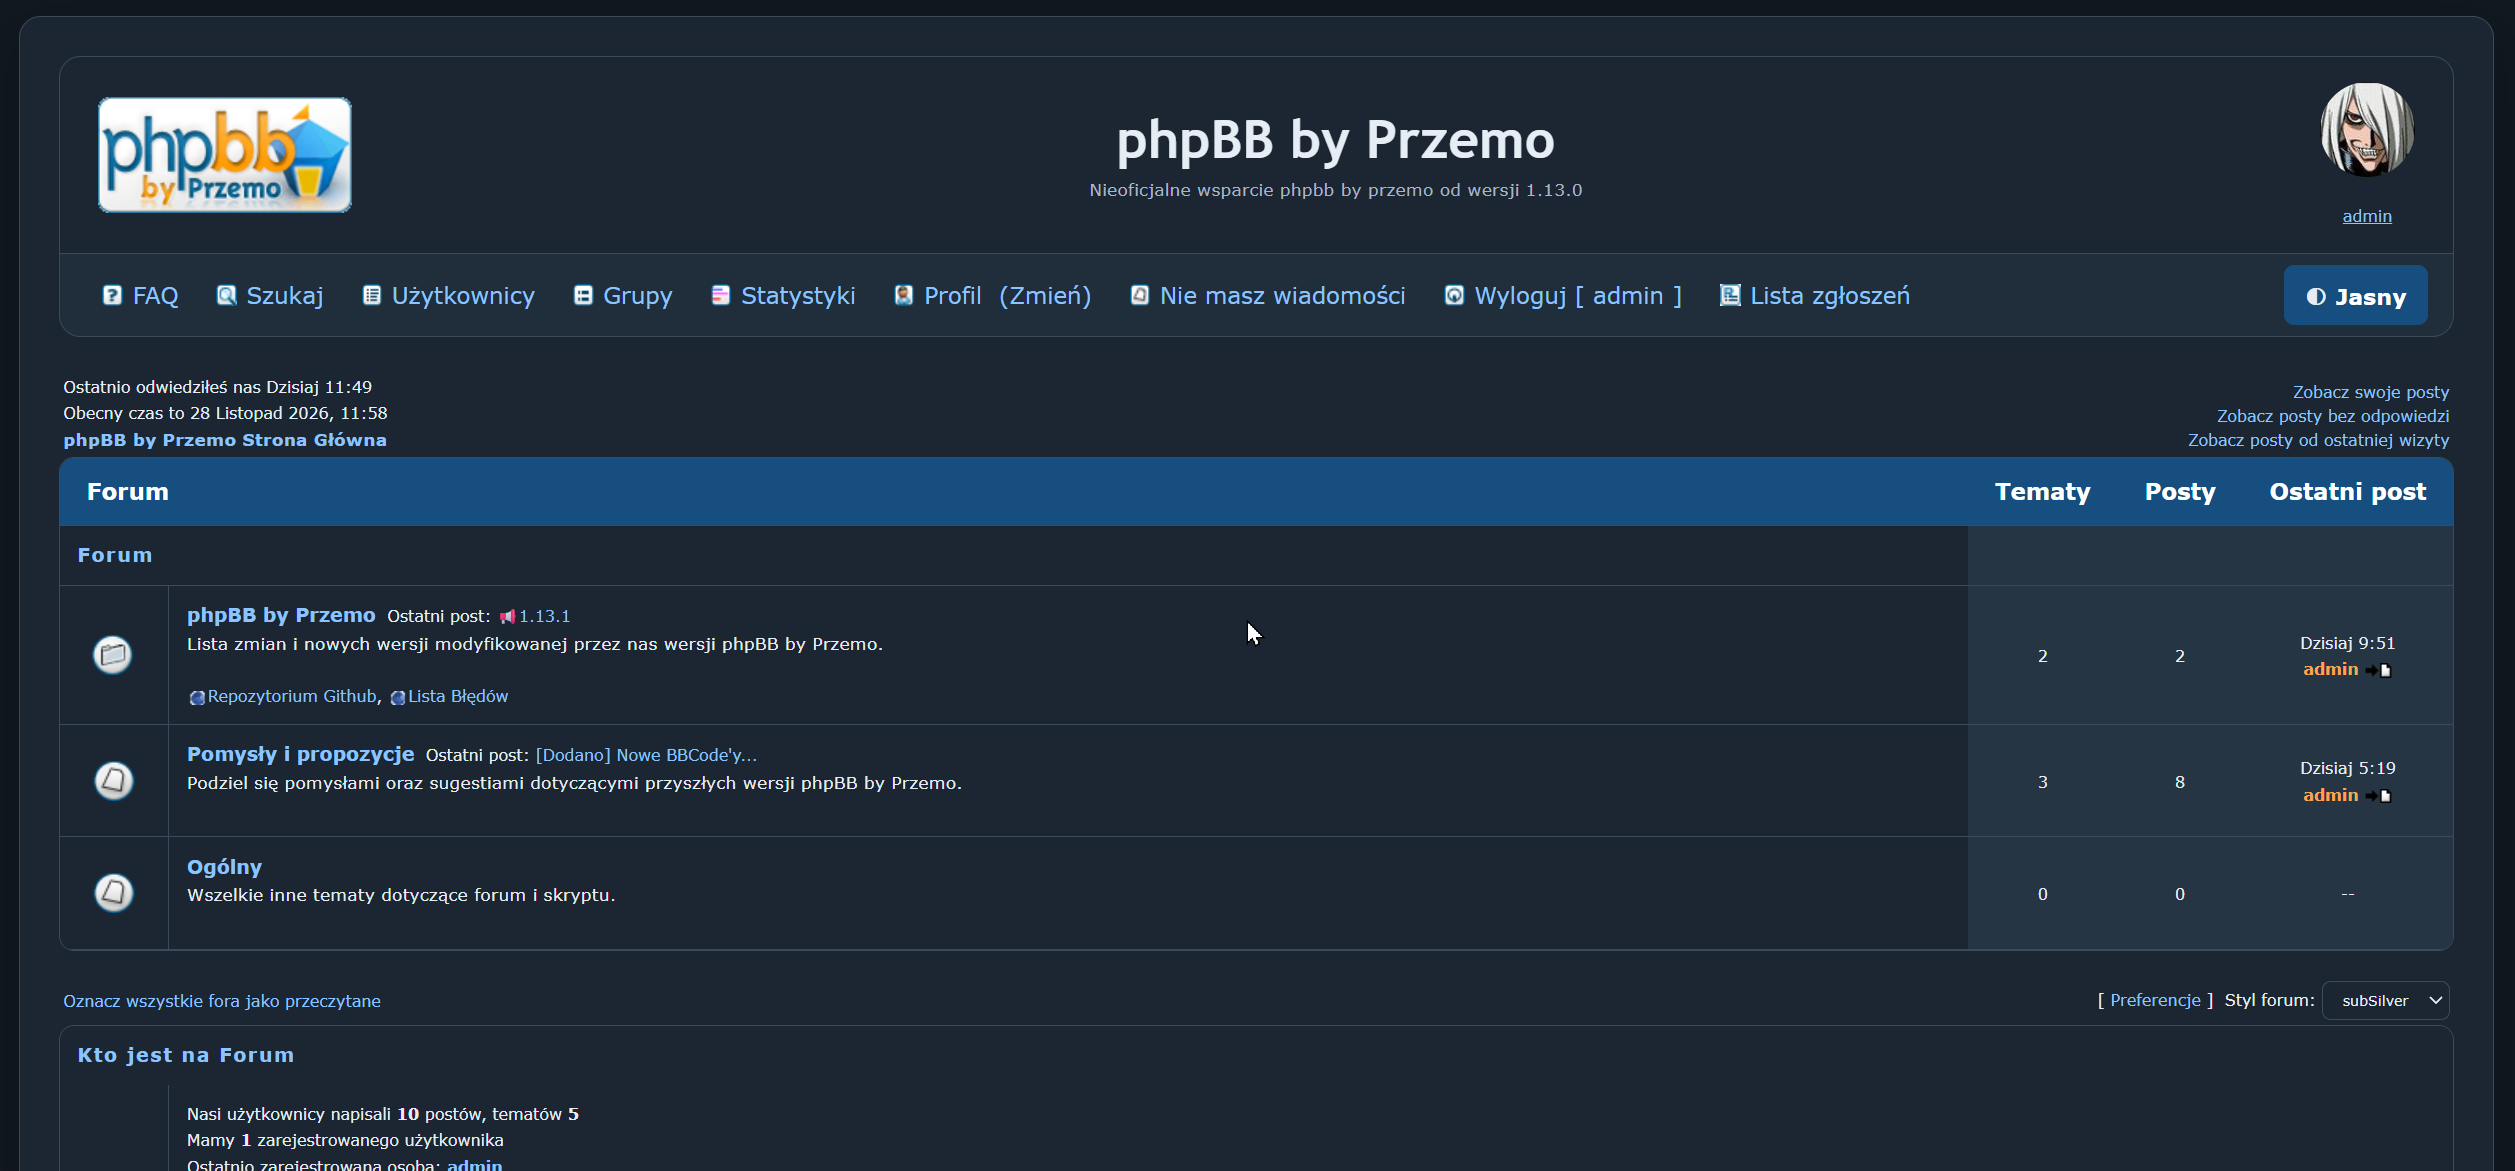 phpbb
by Przemo
phpBB by Przemo
Nieoficjalne wsparcie phpbb by przemo od wersji 1.13.0
admin
FAQ Szukaj Użytkownicy Grupy Statystyki Profil (Zmień) Nie masz wiadomości Wyloguj [ admin ] Lista zgłoszeń Jasny
Ostatnio odwiedziłeś nas Dzisiaj 11:49
Obecny czas to 28 Listopad 2026, 11:58
phpBB by Przemo Strona Główna
Zobacz swoje posty
Zobacz posty bez odpowiedzi
Zobacz posty od ostatniej wizyty
Forum Tematy Posty Ostatni post
Forum
phpBB by Przemo Ostatni post: 1.13.1
Lista zmian i nowych wersji modyfikowanej przez nas wersji phpBB by Przemo.
Repozytorium Github, Lista Błędów
2 2 Dzisiaj 9:51
admin
Pomysły i propozycje Ostatni post: [Dodano] Nowe BBCode'y...
Podziel się pomysłami oraz sugestiami dotyczącymi przyszłych wersji phpBB by Przemo.
3 8 Dzisiaj 5:19
admin
Ogólny
Wszelkie inne tematy dotyczące forum i skryptu.
0 0 --
Oznacz wszystkie fora jako przeczytane
[ Preferencje ] Styl forum: subSilver
Kto jest na Forum
Nasi użytkownicy napisali 10 postów, tematów 5
Mamy 1 zarejestrowanego użytkownika
Ostatnio zarejestrowana osoba: admin